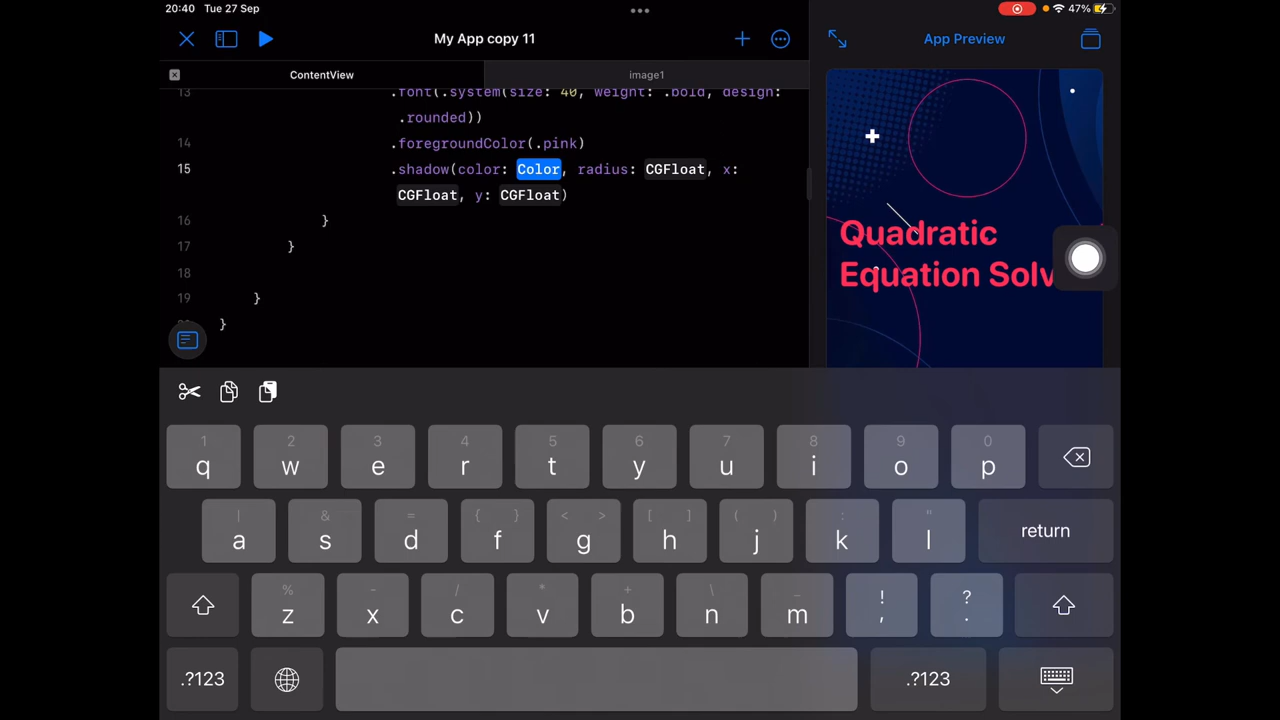 20:40 Tue 27 Sep
47%
My App copy 11
App Preview
ContentView
image1
13 .font(.system(size: 40, weight: .bold, design:
.rounded))
14 .foregroundColor(.pink)
15 .shadow(color: Color, radius: CGFloat, x:
CGFloat, y: CGFloat)
16 }
17 }
18
19 }
}
Quadratic
Equation Solv
1 2 3 4 5 6 7 8 9 0
q w e r t y u i o p
| & = { } < > [ ] ( ) : "
a s d f g h j k l return
% - / * + \ _ ! ?
z x c v b n m , .
.?123 .?123